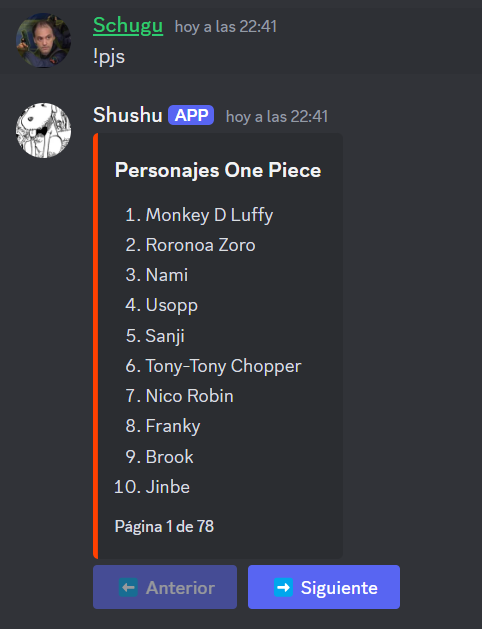 Schugu hoy a las 22:41
!pjs
Shushu APP hoy a las 22:41
Personajes One Piece
1. Monkey D Luffy
2. Roronoa Zoro
3. Nami
4. Usopp
5. Sanji
6. Tony-Tony Chopper
7. Nico Robin
8. Franky
9. Brook
10. Jinbe
Página 1 de 78
Anterior Siguiente